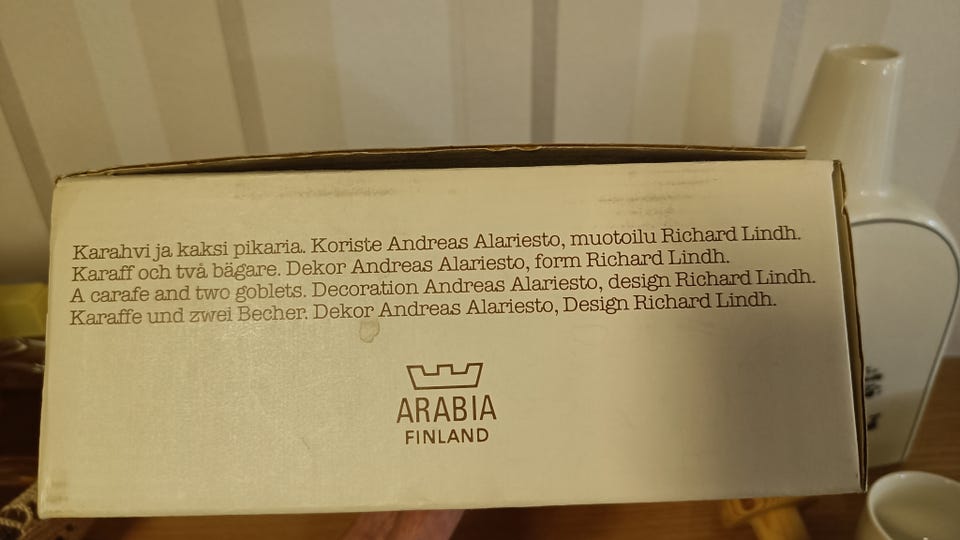 Karahvi ja kaksi pikaria. Koriste Andreas Alariesto, muotoilu Richard Lindh.
Karaff och två bägare. Dekor Andreas Alariesto, form Richard Lindh.
A carafe and two goblets. Decoration Andreas Alariesto, design Richard Lindh.
Karaffe und zwei Becher. Dekor Andreas Alariesto, Design Richard Lindh.
ARABIA
FINLAND